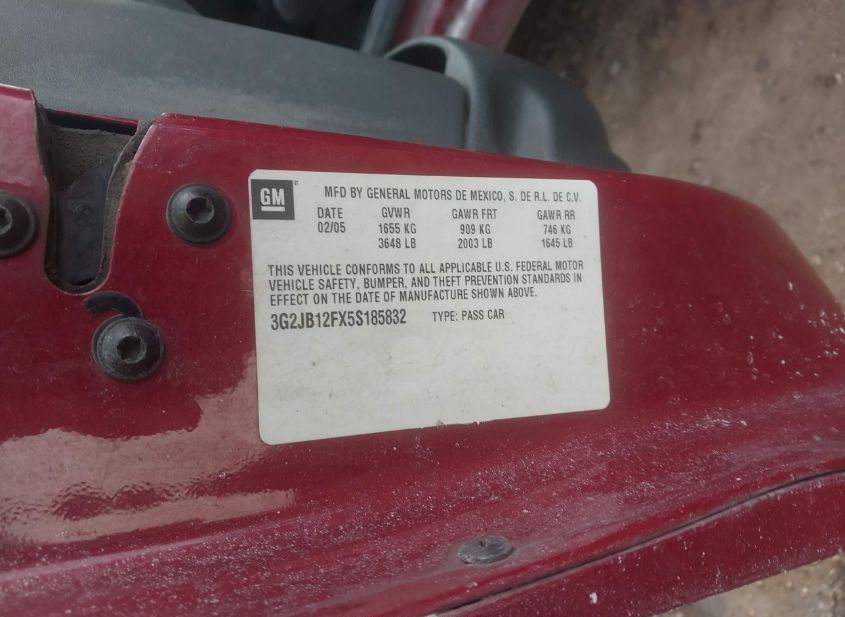 GM MFD BY GENERAL MOTORS DE MEXICO, S. DE R.L. DE C.V.
DATE GVWR GAWR FRT GAWR RR
02/05 1655 KG 909 KG 746 KG
3648 LB 2003 LB 1645 LB
THIS VEHICLE CONFORMS TO ALL APPLICABLE U.S. FEDERAL MOTOR
VEHICLE SAFETY, BUMPER, AND THEFT PREVENTION STANDARDS IN
EFFECT ON THE DATE OF MANUFACTURE SHOWN ABOVE.
3G2JB12FX5S185832 TYPE: PASS CAR